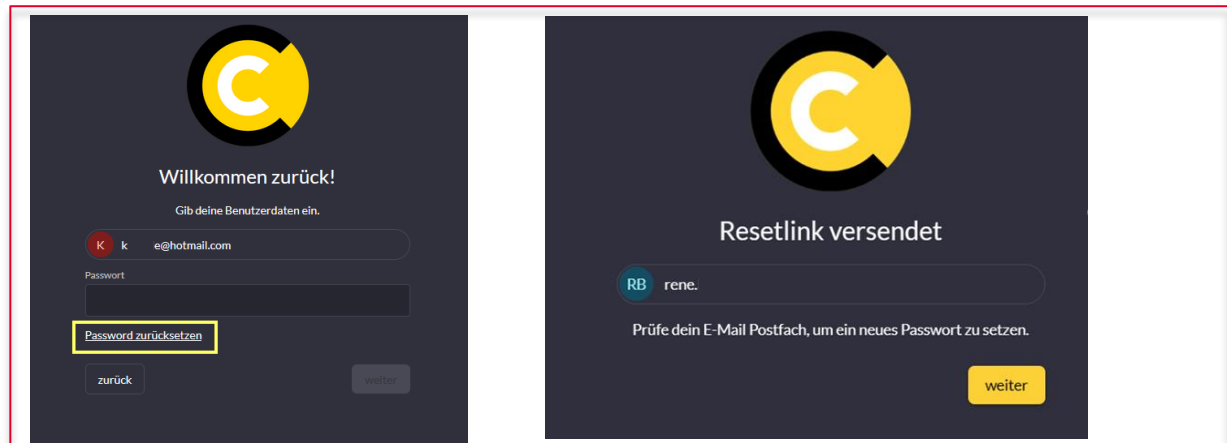 C
Willkommen zurück!
Gib deine Benutzerdaten ein.
K k e@hotmail.com
Passwort
Password zurücksetzen
zurück weiter
C
Resetlink versendet
RB rene.
Prüfe dein E-Mail Postfach, um ein neues Passwort zu setzen.
weiter